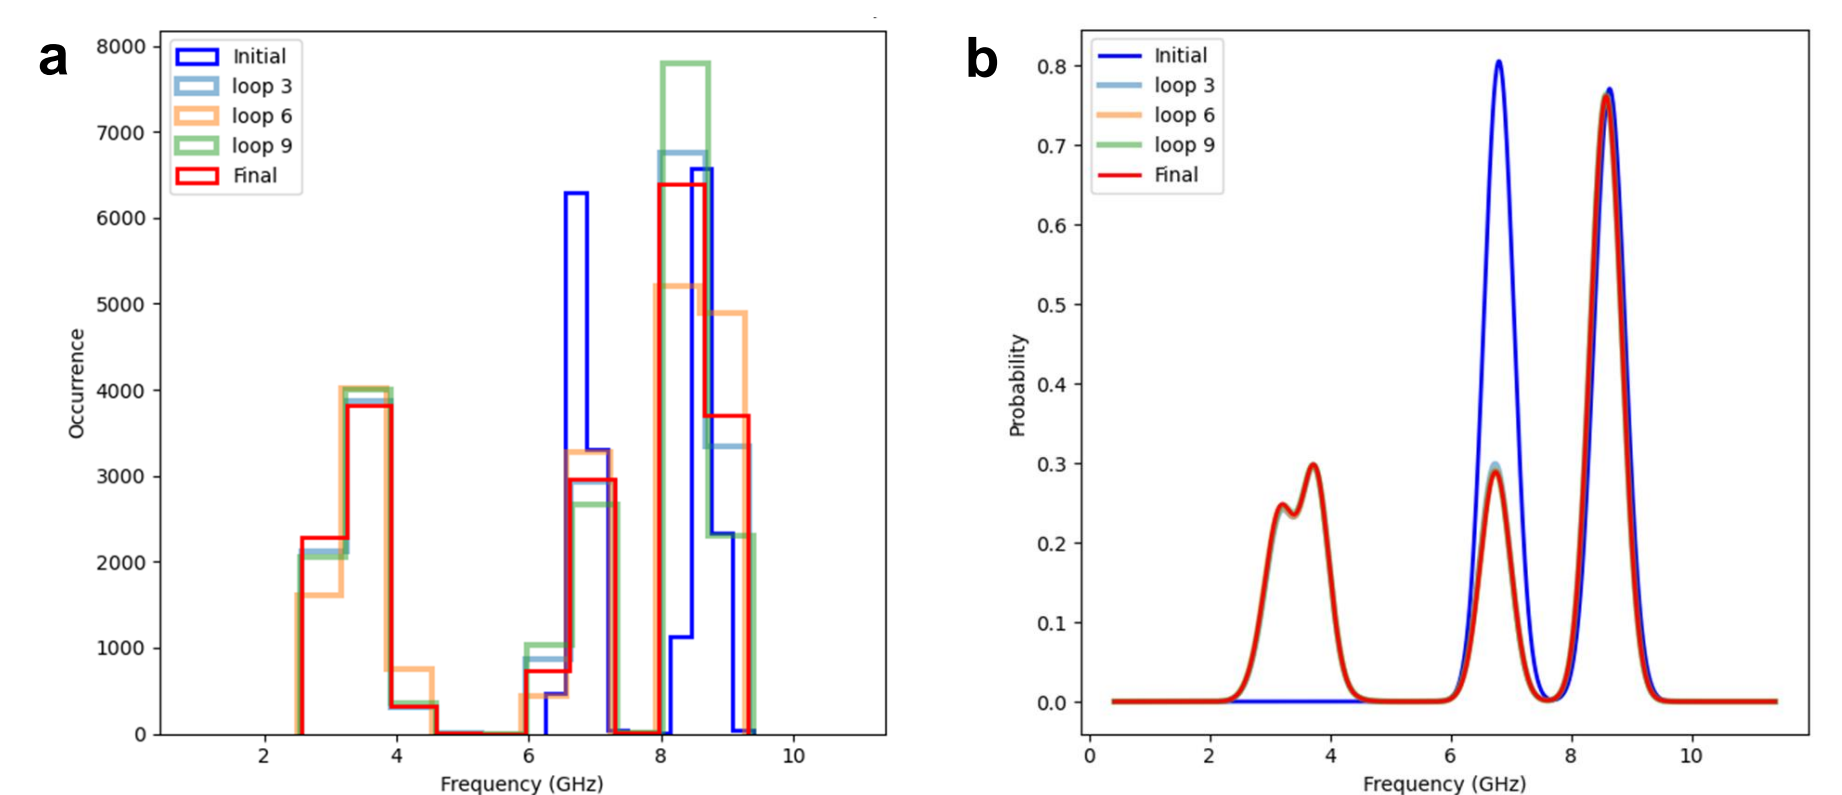 a
8000
7000
6000
5000
4000
3000
2000
1000
0
Occurrence
Initial
loop 3
loop 6
loop 9
Final
2 4 6 8 10
Frequency (GHz)
b
0.8
0.7
0.6
0.5
0.4
0.3
0.2
0.1
0.0
Probability
Initial
loop 3
loop 6
loop 9
Final
0 2 4 6 8 10
Frequency (GHz)